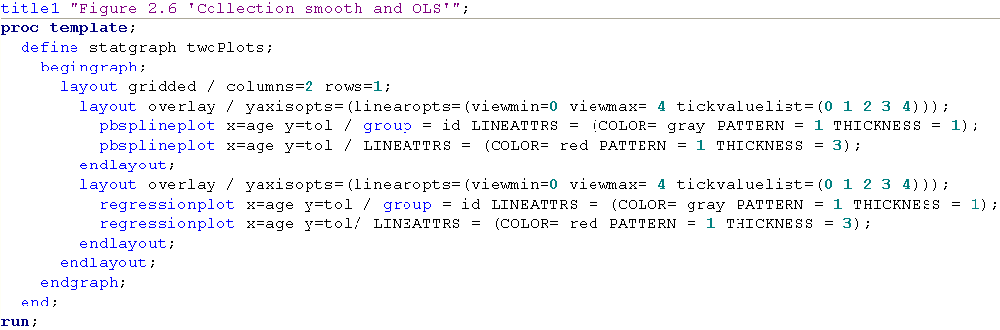 title1 "Figure 2.6 'Collection smooth and OLS'";
proc template;
  define statgraph twoPlots;
    begingraph;
      layout gridded / columns=2 rows=1;
        layout overlay / yaxisopts=(linearopts=(viewmin=0 viewmax= 4 tickvaluelist=(0 1 2 3 4)));
          pbsplineplot x=age y=tol / group = id LINEATTRS = (COLOR= gray PATTERN = 1 THICKNESS = 1);
          pbsplineplot x=age y=tol / LINEATTRS = (COLOR= red PATTERN = 1 THICKNESS = 3);
        endlayout;
        layout overlay / yaxisopts=(linearopts=(viewmin=0 viewmax= 4 tickvaluelist=(0 1 2 3 4)));
          regressionplot x=age y=tol / group = id LINEATTRS = (COLOR= gray PATTERN = 1 THICKNESS = 1);
          regressionplot x=age y=tol/ LINEATTRS = (COLOR= red PATTERN = 1 THICKNESS = 3);
        endlayout;
      endlayout;
    endgraph;
  end;
run;